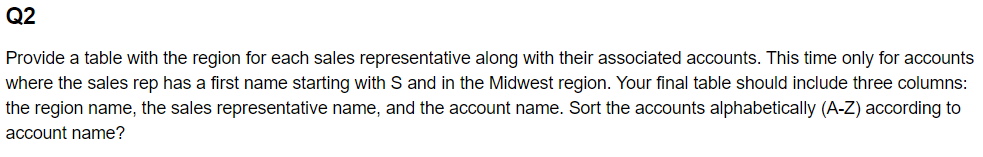 Q2
Provide a table with the region for each sales representative along with their associated accounts. This time only for accounts
where the sales rep has a first name starting with S and in the Midwest region. Your final table should include three columns:
the region name, the sales representative name, and the account name. Sort the accounts alphabetically (A-Z) according to
account name?